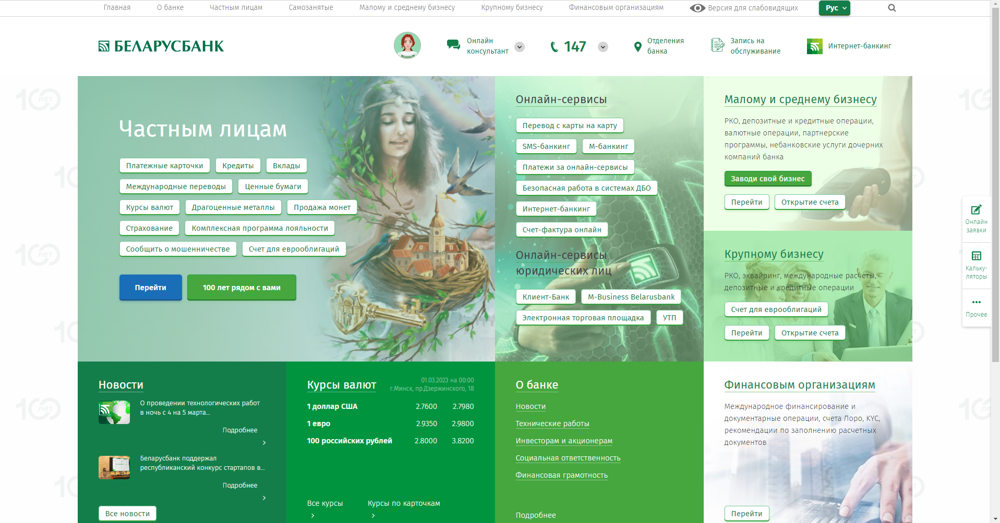 Главная
О банке
Частным лицам
Самозанятые
Малому и среднему бизнесу
Крупному бизнесу
Финансовым организациям
Версия для слабовидящих
Рус
БЕЛАРУСБАНК
Онлайн
консультант
147
Отделения
банка
Запись на
обслуживание
Интернет-банкинг
100 лет
Частным лицам
Платежные карточки
Кредиты
Вклады
Международные переводы
Ценные бумаги
Курсы валют
Драгоценные металлы
Продажа монет
Страхование
Комплексная программа лояльности
Сообщить о мошенничестве
Счет для еврооблигаций
Перейти
100 лет рядом с вами
Онлайн-сервисы
Перевод с карты на карту
SMS-банкинг
М-банкинг
Платежи за онлайн-сервисы
Безопасная работа в системах ДБО
Интернет-банкинг
Счет-фактура онлайн
Онлайн-сервисы
юридических лиц
Клиент-Банк
M-Business Belarusbank
Электронная торговая площадка
УТП
Малому и среднему бизнесу
РКО, депозитные и кредитные операции,
валютные операции, партнерские
программы, небанковские услуги дочерних
компаний банка
Заводи свой бизнес
Перейти
Открытие счета
Крупному бизнесу
РКО, эквайринг, международные расчеты,
депозитные и кредитные операции
Счет для еврооблигаций
Перейти
Открытие счета
Онлайн
заявки
Кальку-
ляторы
Прочее
Новости
О проведении технологических работ
в ночь с 4 на 5 марта...
Подробнее
Беларусбанк поддержал
республиканский конкурс стартапов в...
Подробнее
Все новости
Курсы валют
01.03.2023 на 00:00
г.Минск, пр.Дзержинского, 18
1 доллар США 2.7600 2.7980
1 евро 2.9350 2.9800
100 российских рублей 2.8000 3.8200
Все курсы
Курсы по карточкам
О банке
Новости
Технические работы
Инвесторам и акционерам
Социальная ответственность
Финансовая грамотность
Подробнее
Финансовым организациям
Международное финансирование и
документарные операции, счета Лоро, KYC,
рекомендации по заполнению расчетных
документов
Перейти